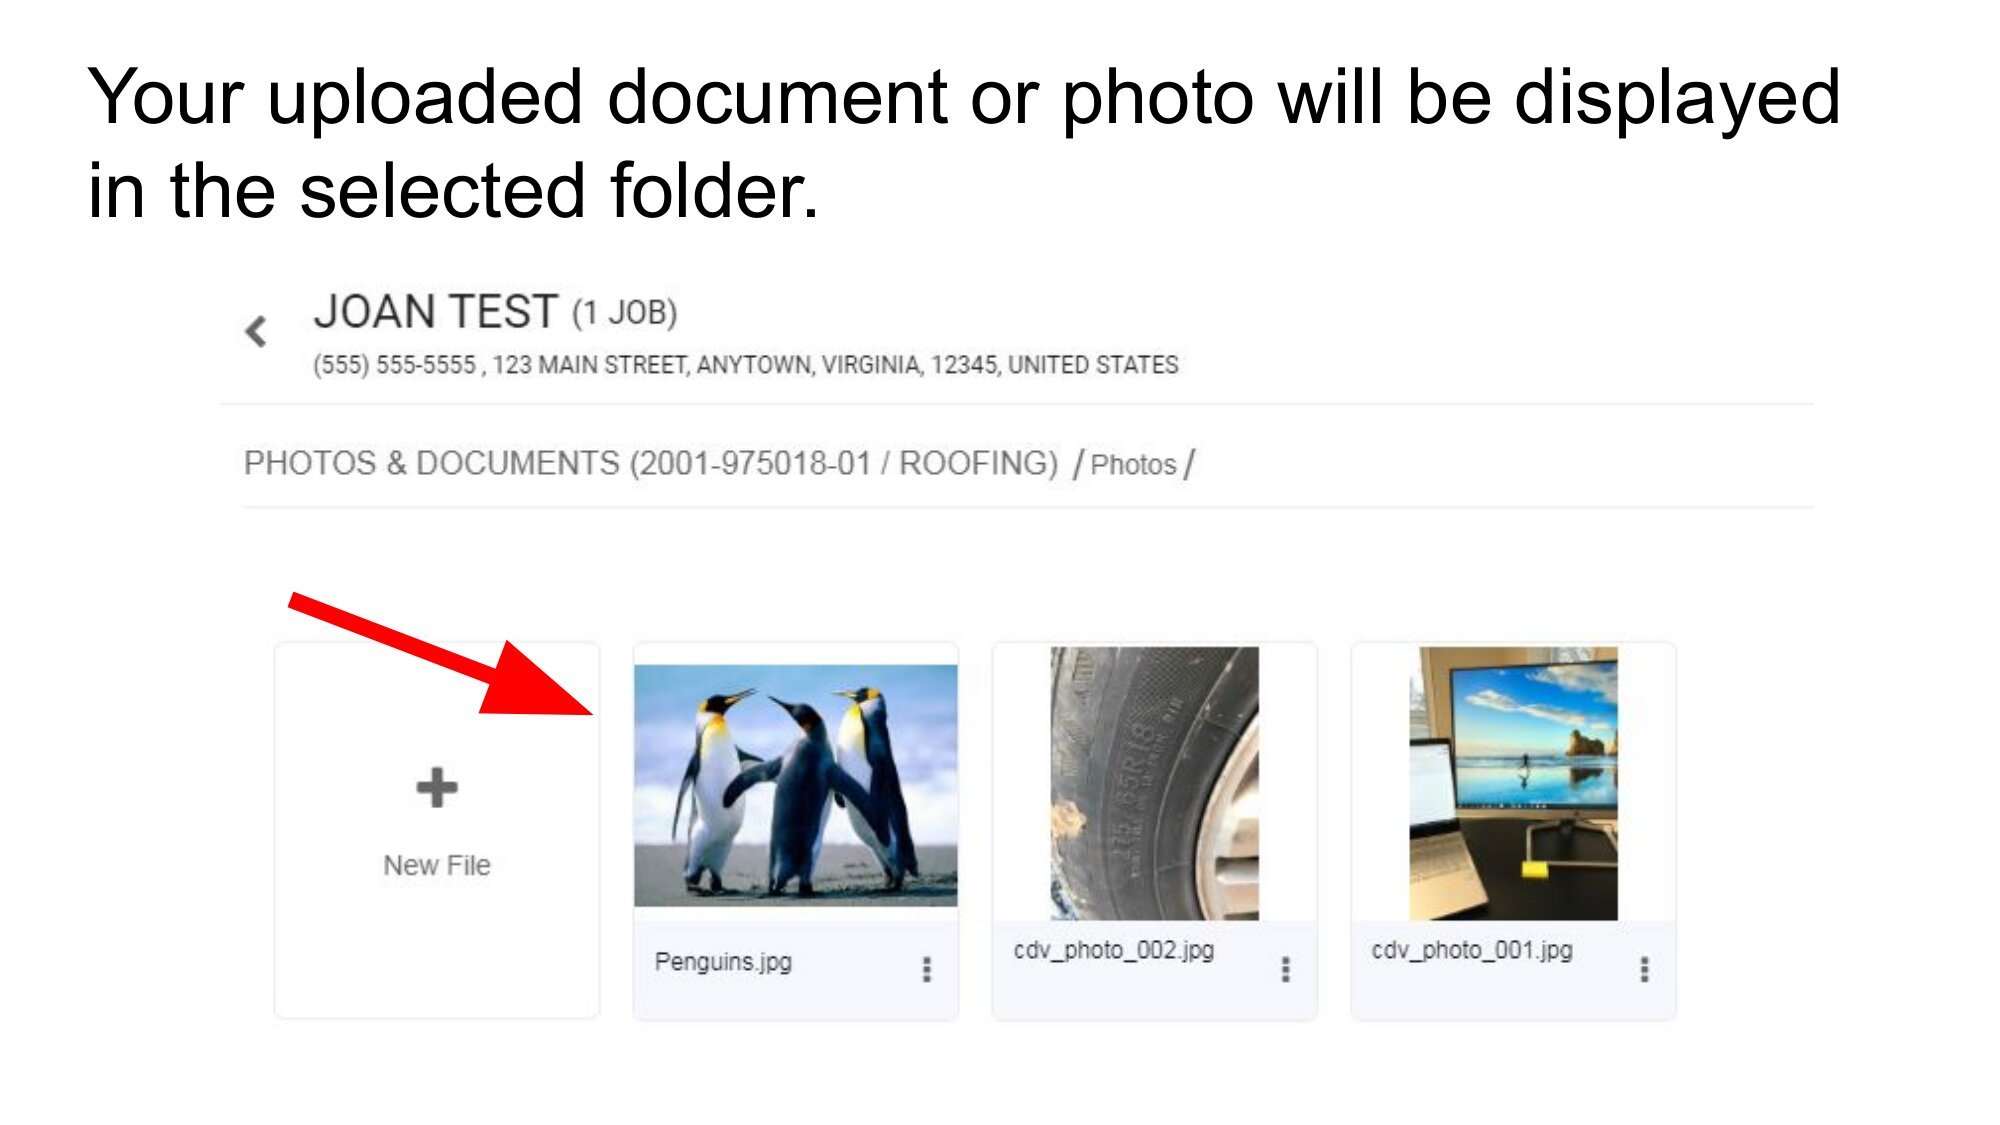 Your uploaded document or photo will be displayed
in the selected folder.
JOAN TEST (1 JOB)
(555) 555-5555 , 123 MAIN STREET, ANYTOWN, VIRGINIA, 12345, UNITED STATES
PHOTOS & DOCUMENTS (2001-975018-01 / ROOFING) / Photos /
New File
275 55R18
Penguins.jpg
cdv_photo_002.jpg
cdv_photo_001.jpg